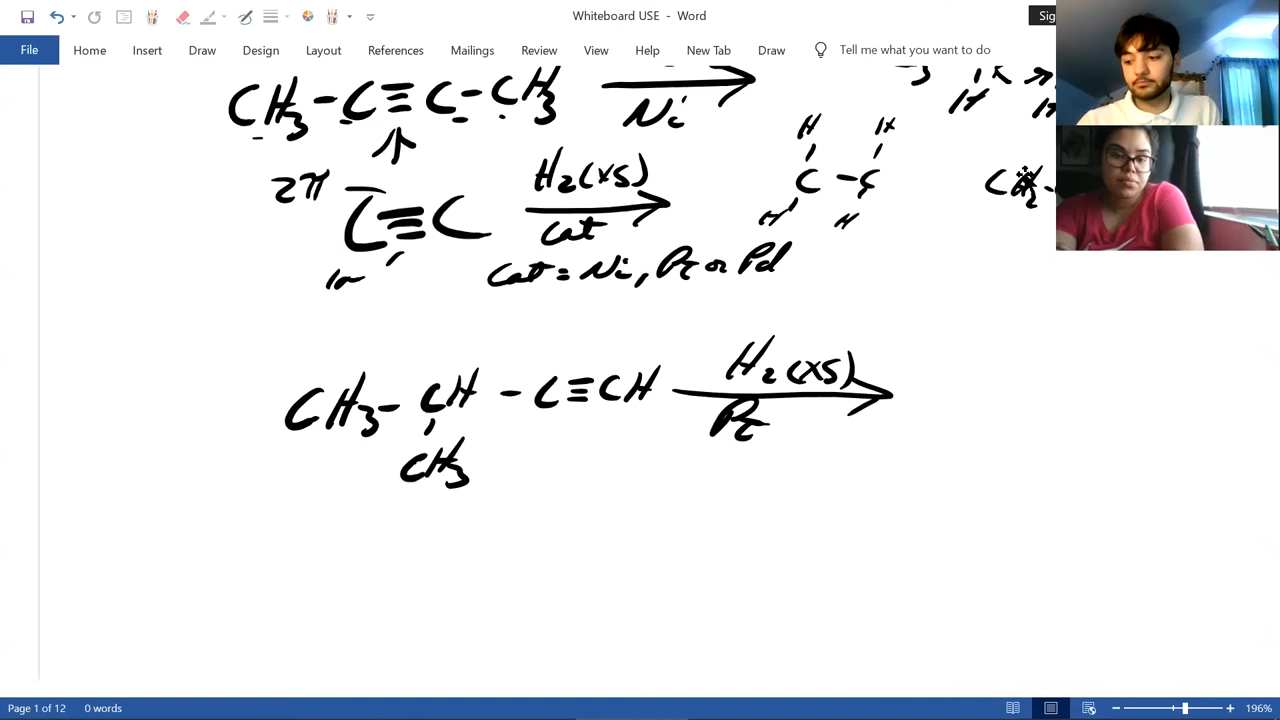 Whiteboard USE - Word
Sig
File Home Insert Draw Design Layout References Mailings Review View Help New Tab Draw Tell me what you want to do
CH3-C≡C-CH3 Ni
H H
2π C≡C H2(xs) cat C-C
H H
1σ cat = Ni, Pt or Pd
CH3-CH-C≡CH H2(xs) Pt
CH3
Page 1 of 12 0 words 196%